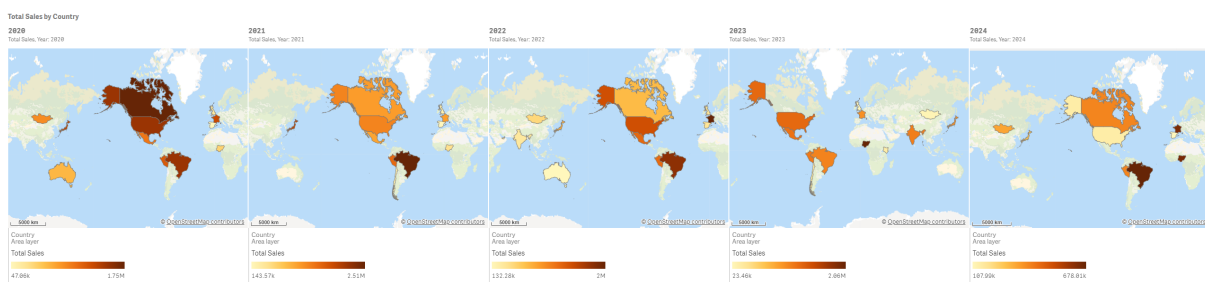 Total Sales by Country
2020
Total Sales, Year: 2020
5000 km
© OpenStreetMap contributors
Country
Area layer
Total Sales
47.06k 1.75M
2021
Total Sales, Year: 2021
5000 km
© OpenStreetMap contributors
Country
Area layer
Total Sales
143.57k 2.51M
2022
Total Sales, Year: 2022
5000 km
© OpenStreetMap contributors
Country
Area layer
Total Sales
132.28k 2M
2023
Total Sales, Year: 2023
5000 km
© OpenStreetMap contributors
Country
Area layer
Total Sales
23.46k 2.06M
2024
Total Sales, Year: 2024
5000 km
© OpenStreetMap contributors
Country
Area layer
Total Sales
107.99k 678.01k